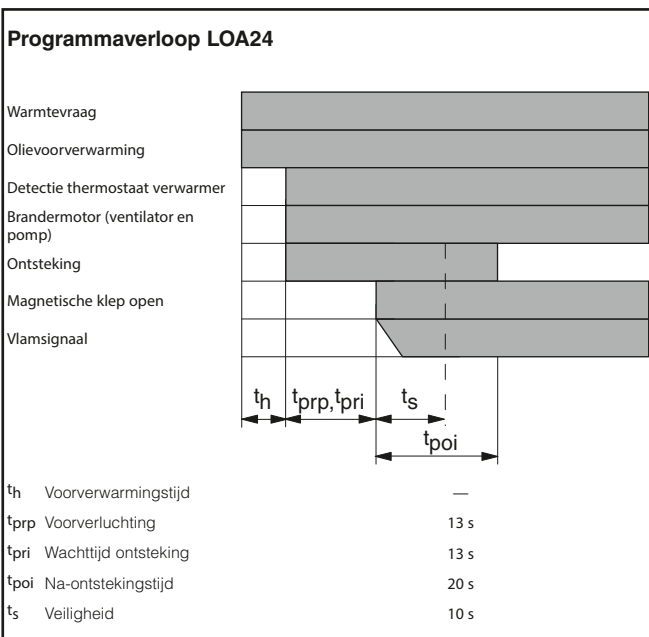 Programmaverloop LOA24
Warmtevraag
Olievoorverwarming
Detectie thermostaat verwarmer
Brandermotor (ventilator en
pomp)
Ontsteking
Magnetische klep open
Vlamsignaal
th tprp,tpri ts
tpoi
th Voorverwarmingstijd —
tprp Voorverluchting 13 s
tpri Wachttijd ontsteking 13 s
tpoi Na-ontstekingstijd 20 s
ts Veiligheid 10 s